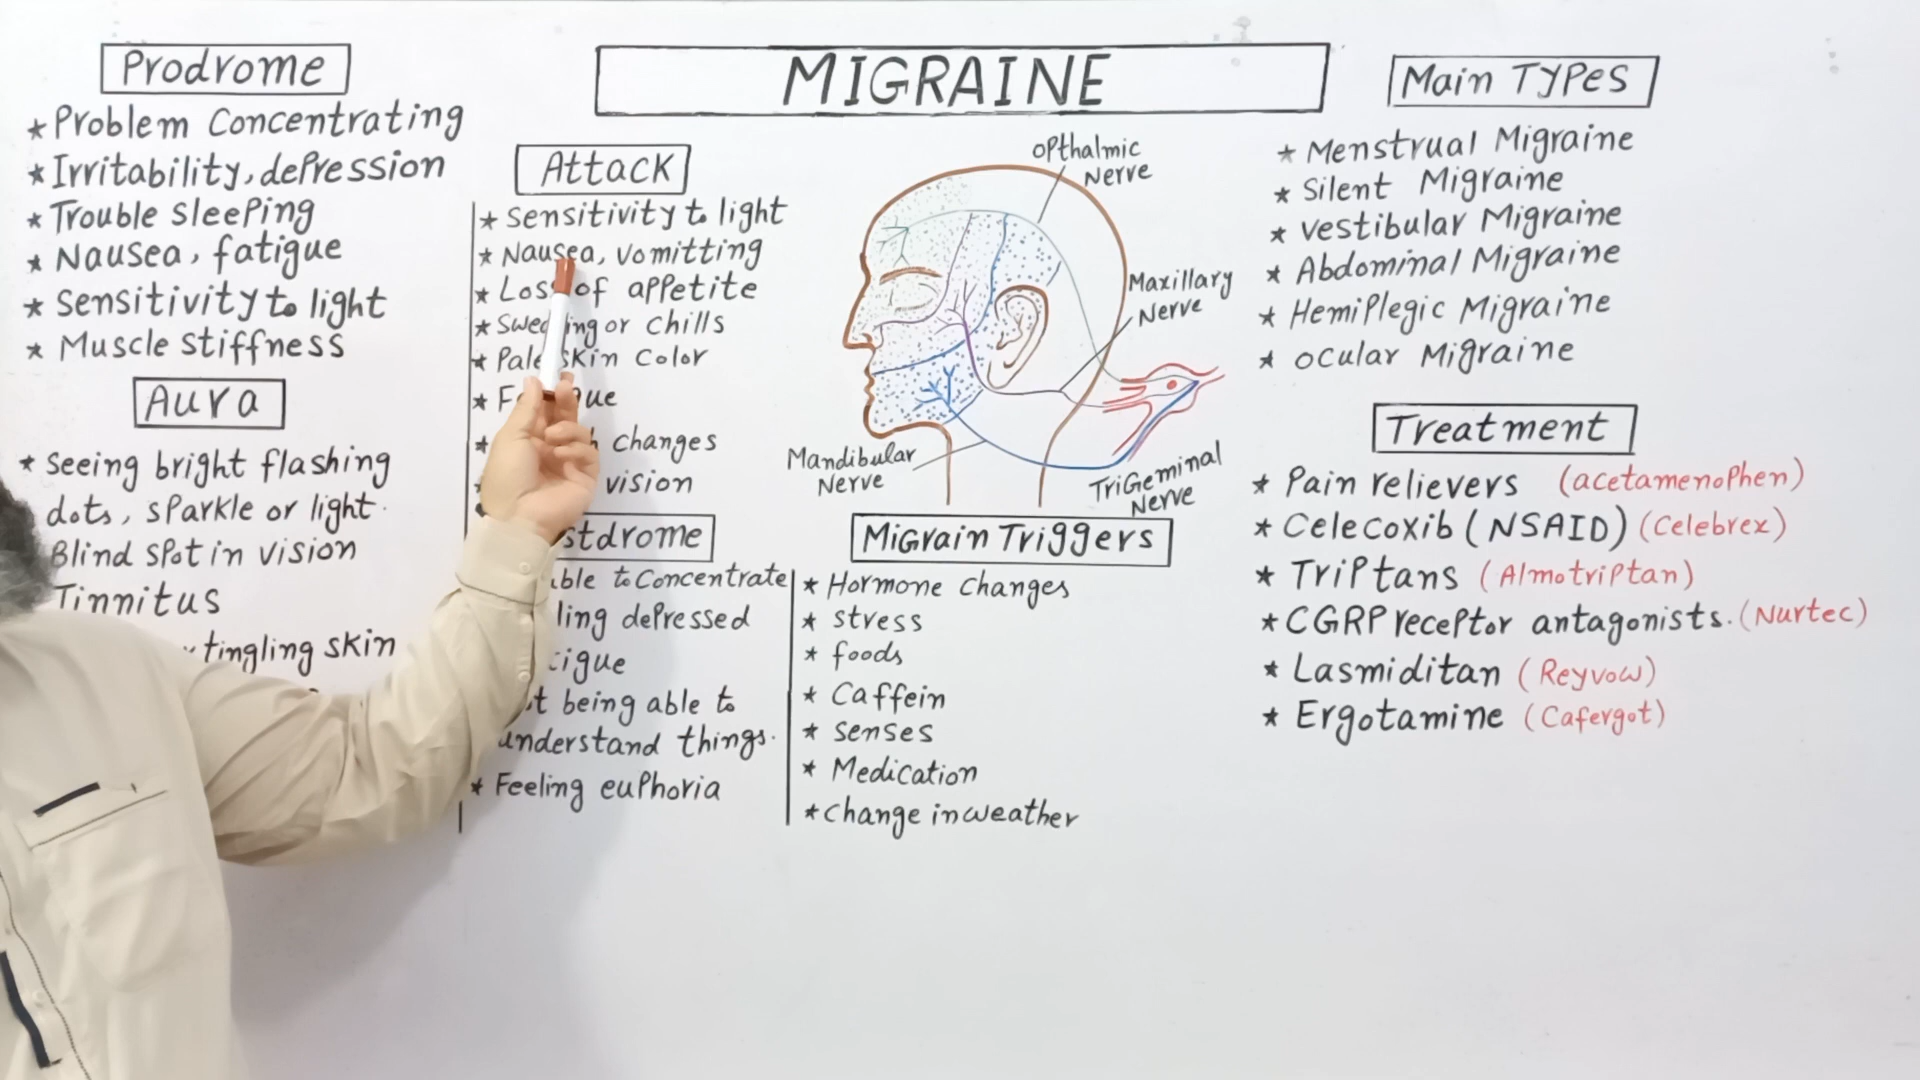 MIGRAINE
Prodrome
* Problem Concentrating
* Irritability, depression
* Trouble sleeping
* Nausea, fatigue
* Sensitivity to light
* Muscle stiffness
Aura
* Seeing bright flashing
dots, sparkle or light.
Blind spot in vision
Tinnitus
tingling skin
Attack
* Sensitivity to light
* Nausea, vomitting
* Loss of appetite
* or chills
* Pale skin color
*
* changes
vision
to Concentrate
depressed
being able to
understand things.
* Feeling euphoria
Opthalmic
Nerve
Maxillary
Nerve
Mandibular
Nerve
TriGeminal
Nerve
Migrain Triggers
* Hormone changes
* stress
* foods
* Caffein
* senses
* Medication
* change in weather
Main Types
* Menstrual Migraine
* Silent Migraine
* vestibular Migraine
* Abdominal Migraine
* Hemiplegic Migraine
* ocular Migraine
Treatment
* Pain relievers (acetamenophen)
* Celecoxib (NSAID) (Celebrex)
* Triptans (Almotriptan)
* CGRP receptor antagonists. (Nurtec)
* Lasmiditan (Reyvow)
* Ergotamine (Cafergot)